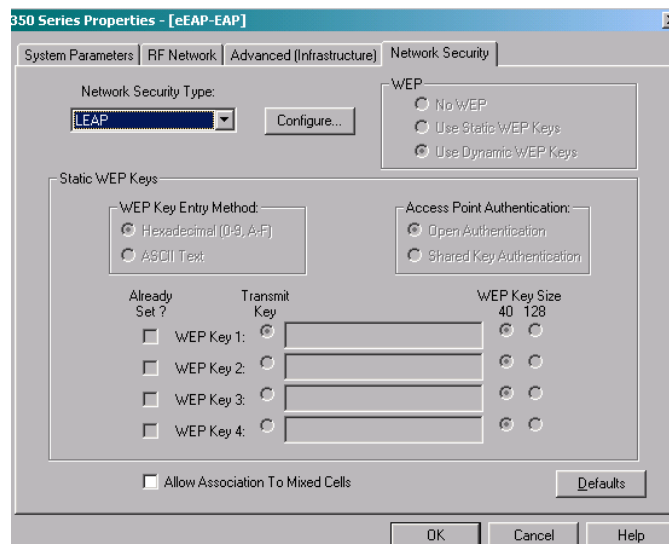 350 Series Properties - [eEAP-EAP]
System Parameters RF Network Advanced (Infrastructure) Network Security
Network Security Type:
LEAP
Configure...
WEP
No WEP
Use Static WEP Keys
Use Dynamic WEP Keys
Static WEP Keys
WEP Key Entry Method:
Hexadecimal (0-9, A-F)
ASCII Text
Access Point Authentication:
Open Authentication
Shared Key Authentication
Already Set ?
Transmit Key
WEP Key Size
40 128
WEP Key 1:
WEP Key 2:
WEP Key 3:
WEP Key 4:
Allow Association To Mixed Cells
Defaults
OK Cancel Help